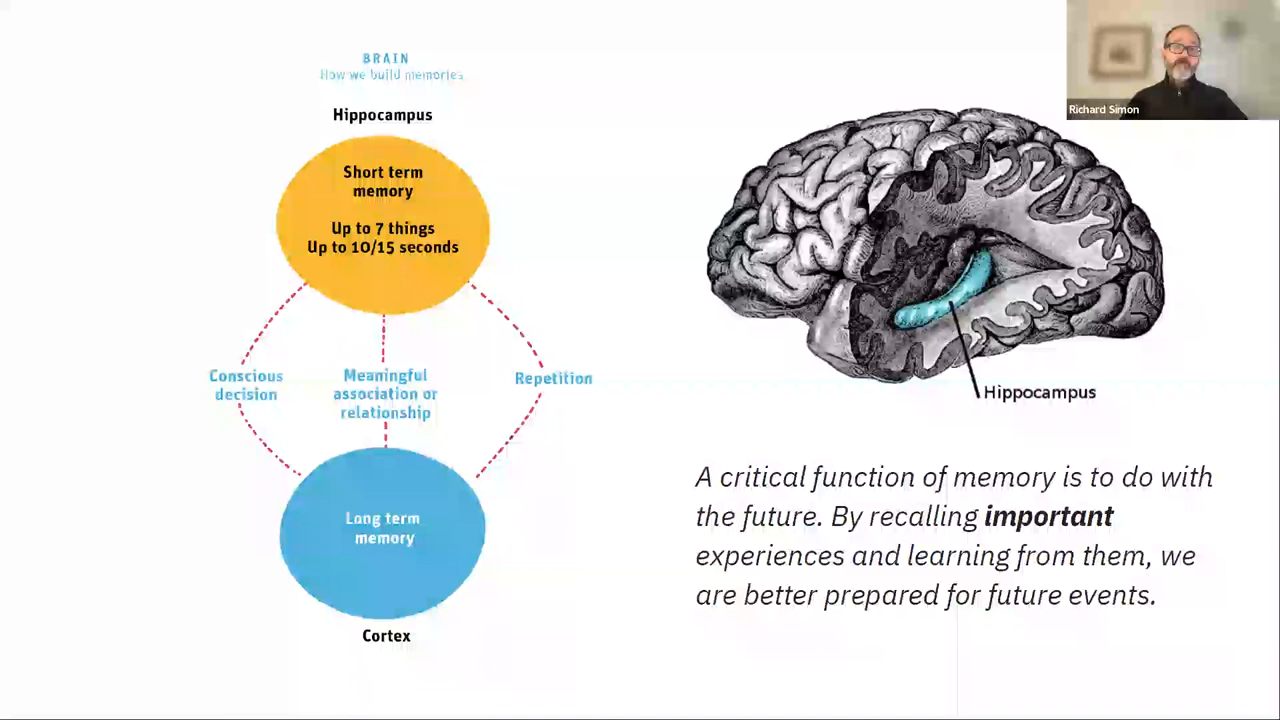 BRAIN
How we build memories
Hippocampus
Short term
memory
Up to 7 things
Up to 10/15 seconds
Conscious
decision
Meaningful
association or
relationship
Repetition
Long term
memory
Cortex
Richard Simon
Hippocampus
A critical function of memory is to do with
the future. By recalling important
experiences and learning from them, we
are better prepared for future events.